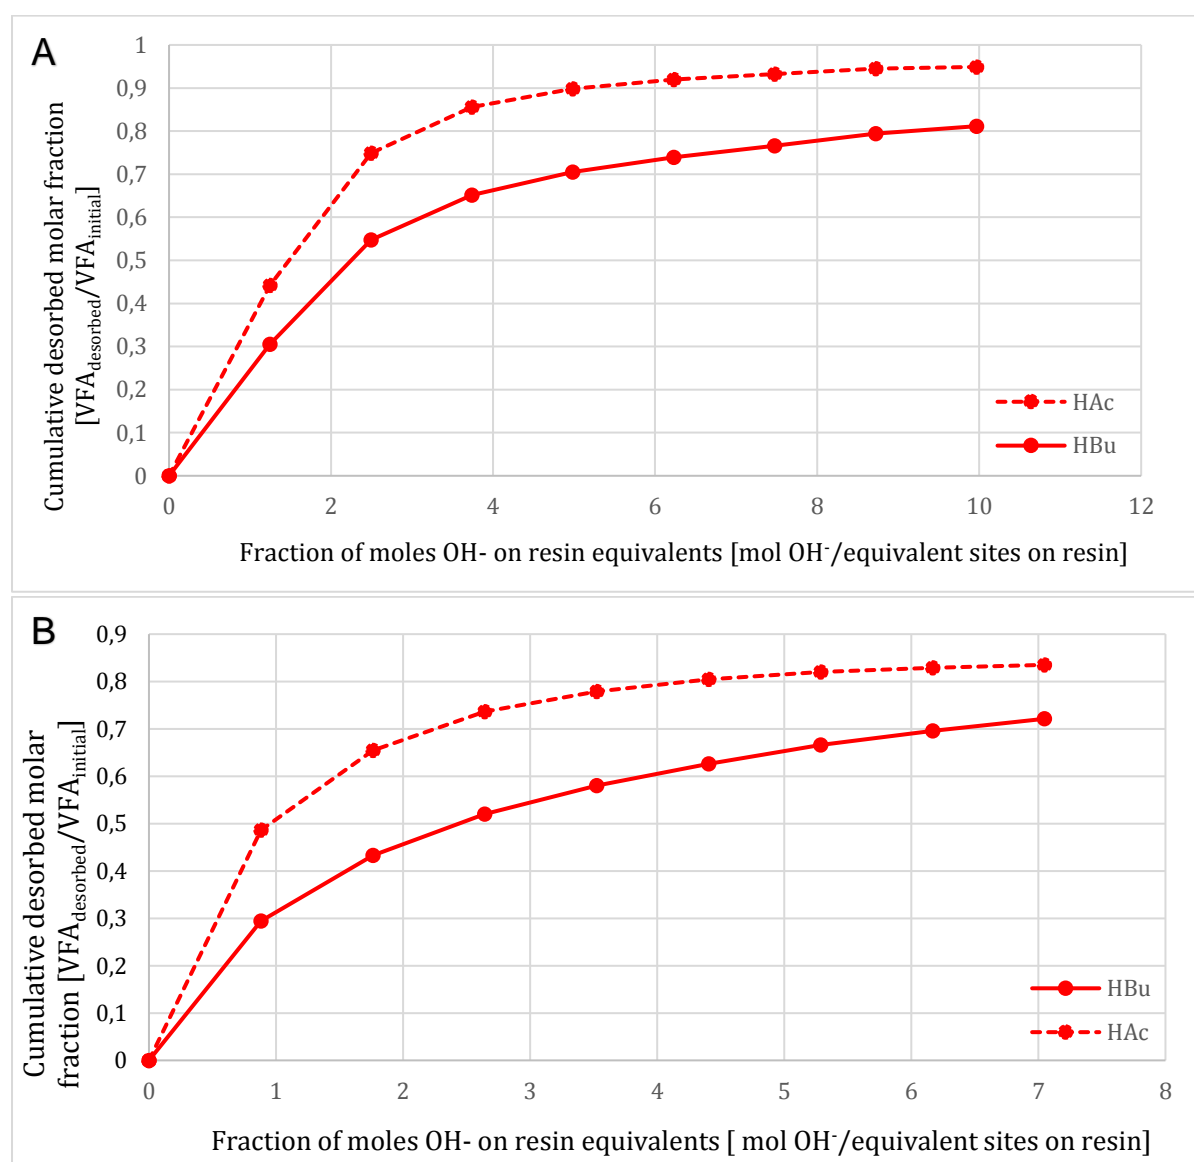 A
Cumulative desorbed molar fraction
[VFAdesorbed/VFAinitial]
1
0,9
0,8
0,7
0,6
0,5
0,4
0,3
0,2
0,1
0
0 2 4 6 8 10 12
HAc
HBu
Fraction of moles OH- on resin equivalents [mol OH⁻/equivalent sites on resin]
B
Cumulative desorbed molar
fraction [VFAdesorbed/VFAinitial]
0,9
0,8
0,7
0,6
0,5
0,4
0,3
0,2
0,1
0
0 1 2 3 4 5 6 7 8
HBu
HAc
Fraction of moles OH- on resin equivalents [ mol OH⁻/equivalent sites on resin]